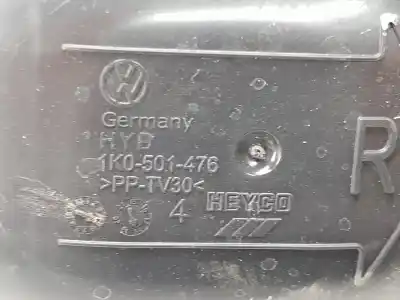 Germany
HYD
1K0-501-476
>PP-TV30<
4 HEYCO
R